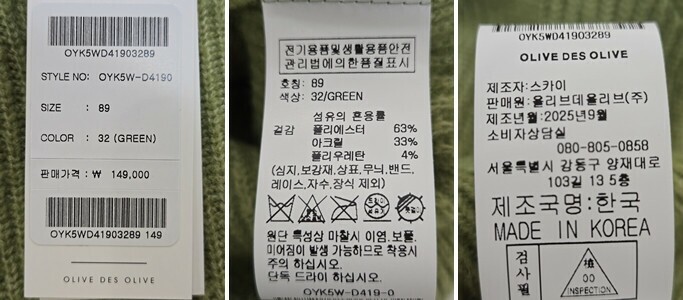 OYK5WD41903289
STYLE NO: OYK5W-D4190
SIZE : 89
COLOR : 32 (GREEN)
판매가격 : ₩ 149,000
OYK5WD41903289 149
OLIVE DES OLIVE
전기용품및생활용품안전
관리법에의한품질표시
호칭: 89
색상: 32/GREEN
섬유의 혼용률
겉감 폴리에스터 63%
아크릴 33%
폴리우레탄 4%
(심지,보강재,상표,무늬,밴드,
레이스,자수,장식 제외)
원단 특성상 마찰시 이염,보풀,
미어짐이 발생 가능하므로 착용시
주의 하십시오.
단독 드라이 하십시오.
OYK5W-D419-0
OYK5WD41903289
OLIVE DES OLIVE
제조자:스카이
판매원:올리브데올리브(주)
제조년월:2025년9월
소비자상담실
080-805-0858
서울특별시 강동구 양재대로
103길 13 5층
제조국명:한국
MADE IN KOREA
검사필
00
INSPECTION